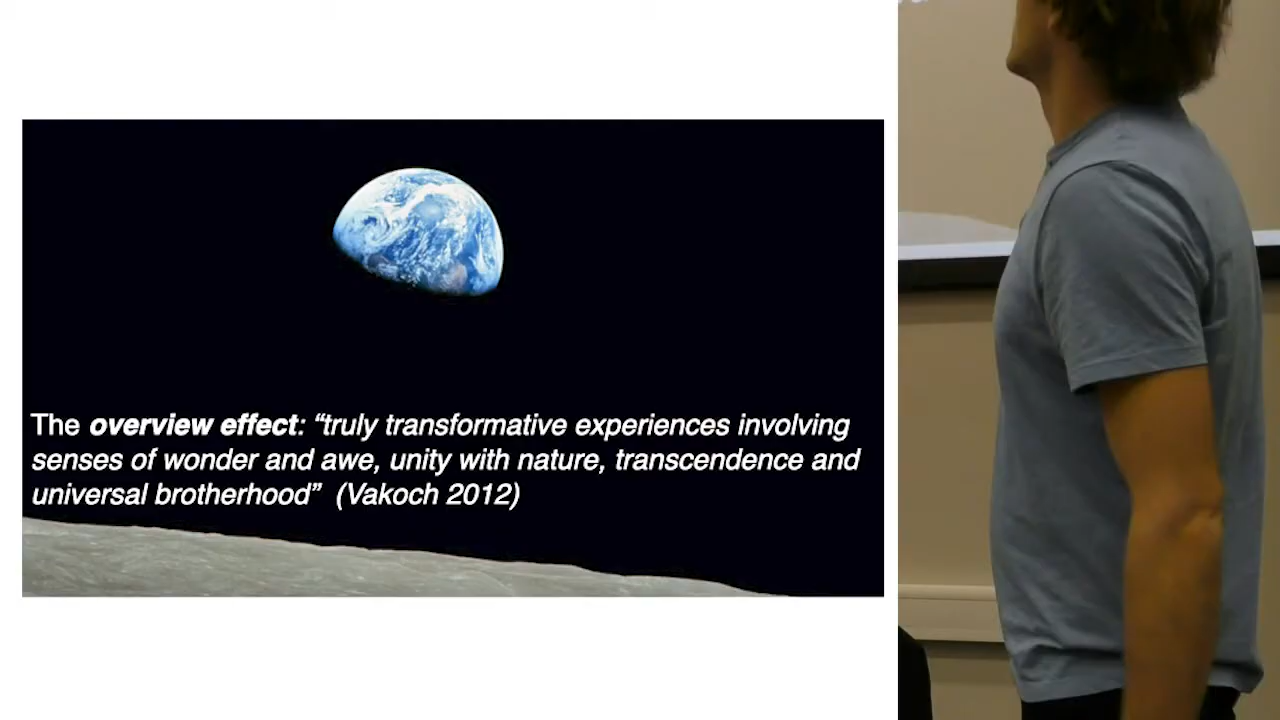 The overview effect: “truly transformative experiences involving
senses of wonder and awe, unity with nature, transcendence and
universal brotherhood” (Vakoch 2012)